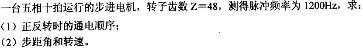 一台五相十拍运行的步进电机，转子齿数Z=48，测得脉冲频率为1200Hz，求：
（1）正反转时的通电顺序；
（2）步距角和转速。